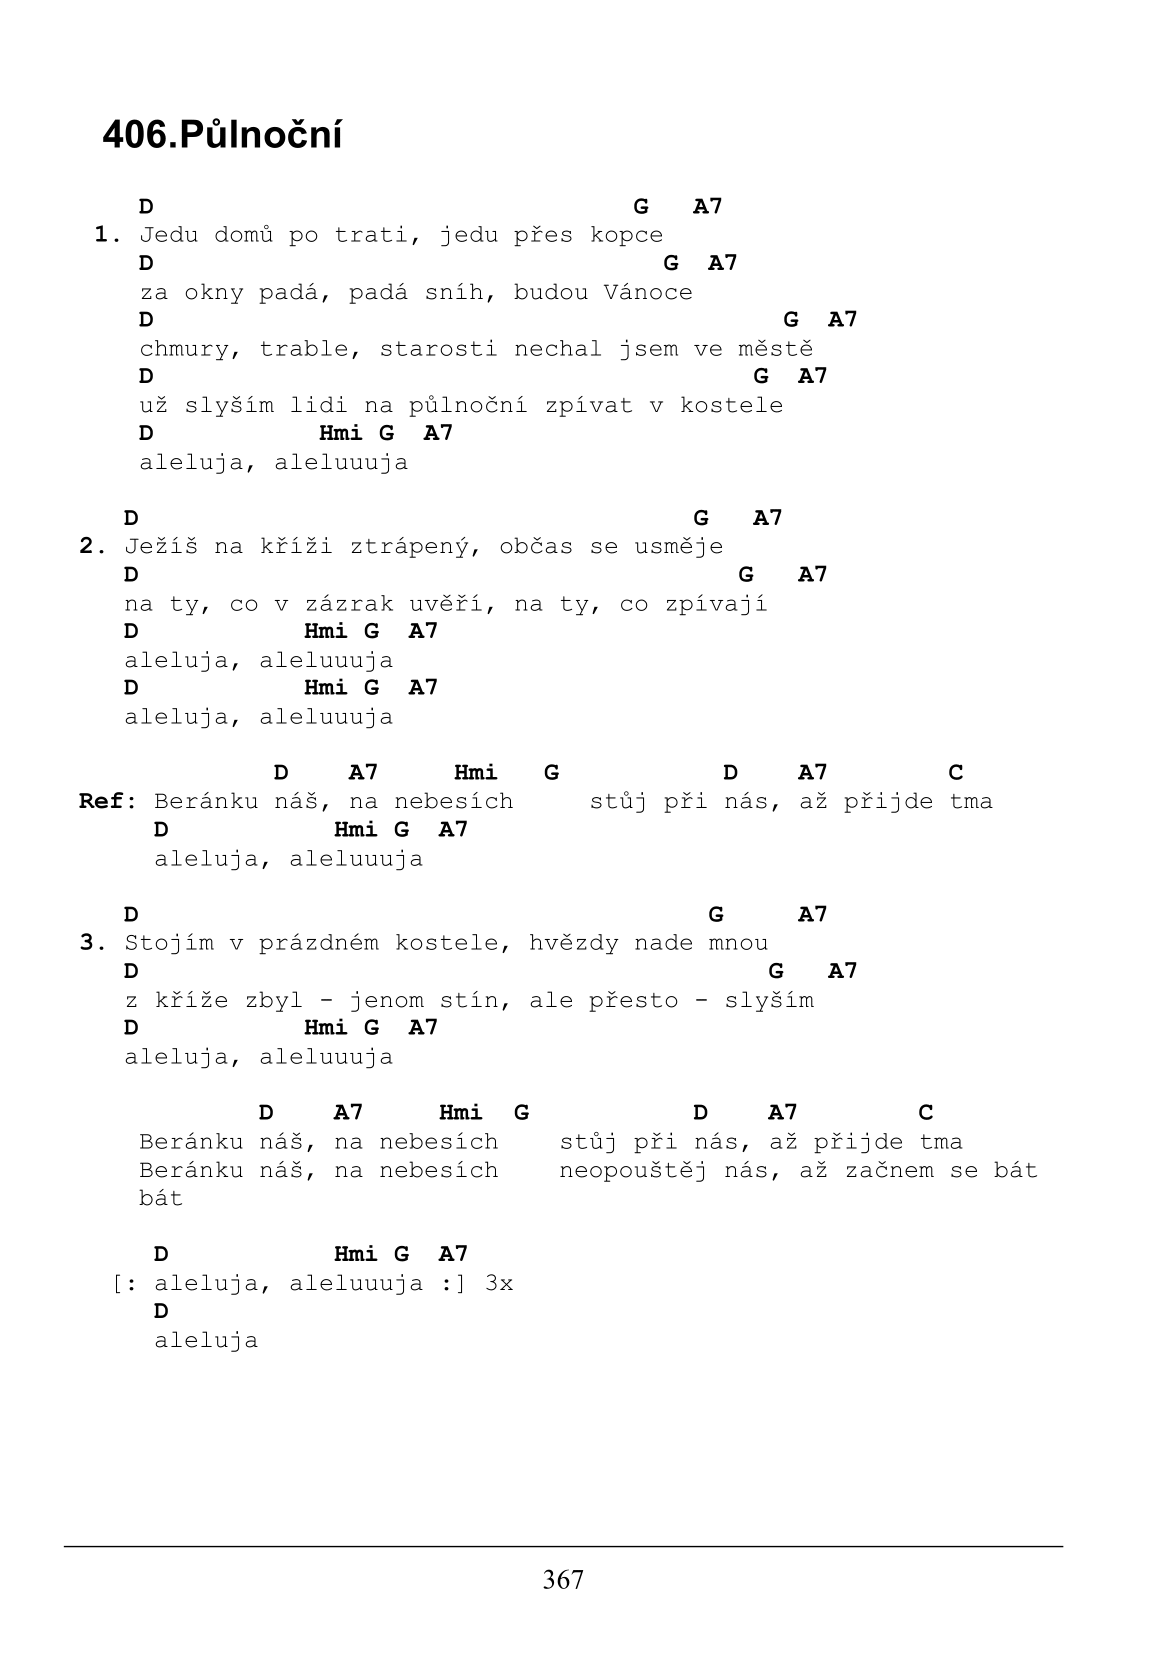 406.Půlnoční
D G A7
1. Jedu domů po trati, jedu přes kopce
D G A7
za okny padá, padá sníh, budou Vánoce
D G A7
chmury, trable, starosti nechal jsem ve městě
D G A7
už slyším lidi na půlnoční zpívat v kostele
D Hmi G A7
aleluja, aleluuuja
D G A7
2. Ježíš na kříži ztrápený, občas se usměje
D G A7
na ty, co v zázrak uvěří, na ty, co zpívají
D Hmi G A7
aleluja, aleluuuja
D Hmi G A7
aleluja, aleluuuja
D A7 Hmi G D A7 C
Ref: Beránku náš, na nebesích stůj při nás, až přijde tma
D Hmi G A7
aleluja, aleluuuja
D G A7
3. Stojím v prázdném kostele, hvězdy nade mnou
D G A7
z kříže zbyl - jenom stín, ale přesto - slyším
D Hmi G A7
aleluja, aleluuuja
D A7 Hmi G D A7 C
Beránku náš, na nebesích stůj při nás, až přijde tma
Beránku náš, na nebesích neopouštěj nás, až začnem se bát
bát
D Hmi G A7
[: aleluja, aleluuuja :] 3x
D
aleluja
367